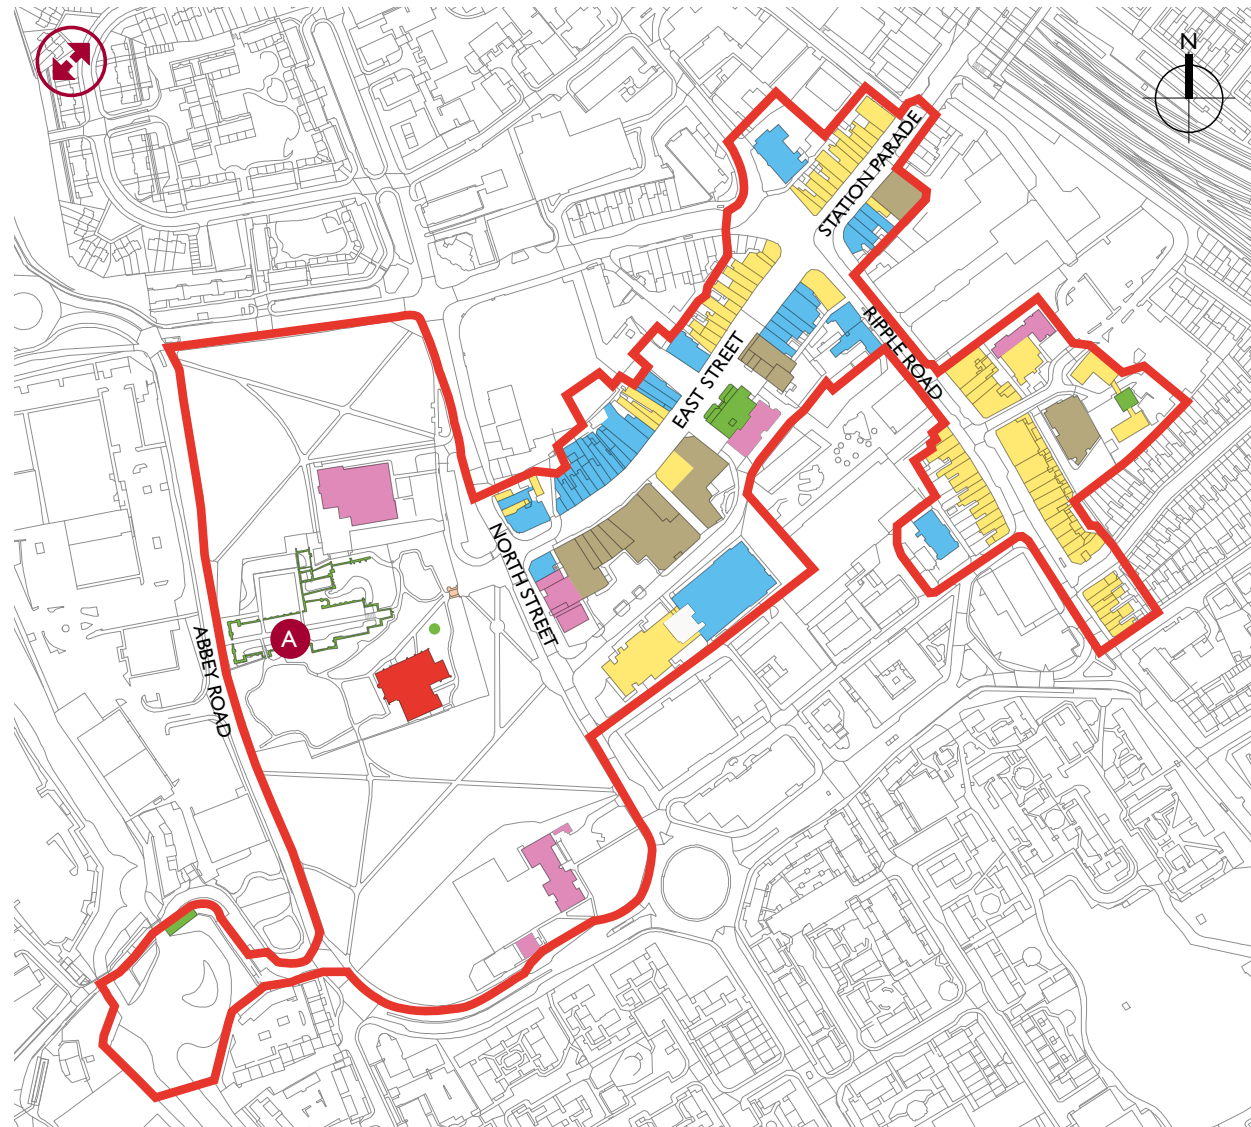 N
STATION PARADE
EAST STREET
RIPPLE ROAD
NORTH STREET
A
ABBEY ROAD